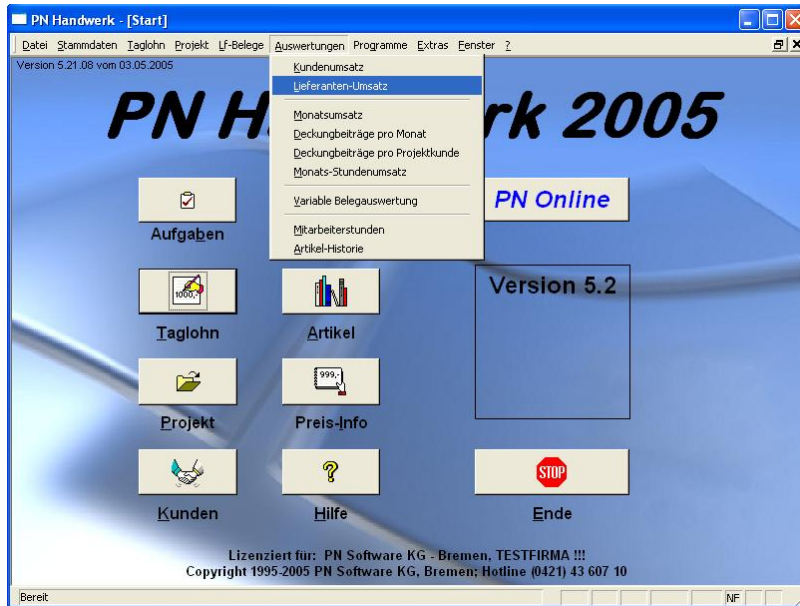 PN Handwerk - [Start]
Datei Stammdaten Taglohn Projekt Lf-Belege Auswertungen Programme Extras Fenster ?
Version 5.21.08 vom 03.05.2005
Kundenumsatz
Lieferanten-Umsatz
Monatsumsatz
Deckungbeiträge pro Monat
Deckungbeiträge pro Projektkunde
Monats-Stundenumsatz
Variable Belegauswertung
Mitarbeiterstunden
Artikel-Historie
PN H rk 2005
PN Online
Aufgaben
Version 5.2
1000,-
Taglohn
Artikel
999,-
Projekt
Preis-Info
STOP
Kunden
Hilfe
Ende
Lizenziert für: PN Software KG - Bremen, TESTFIRMA !!!
Copyright 1995-2005 PN Software KG, Bremen; Hotline (0421) 43 607 10
Bereit
NF